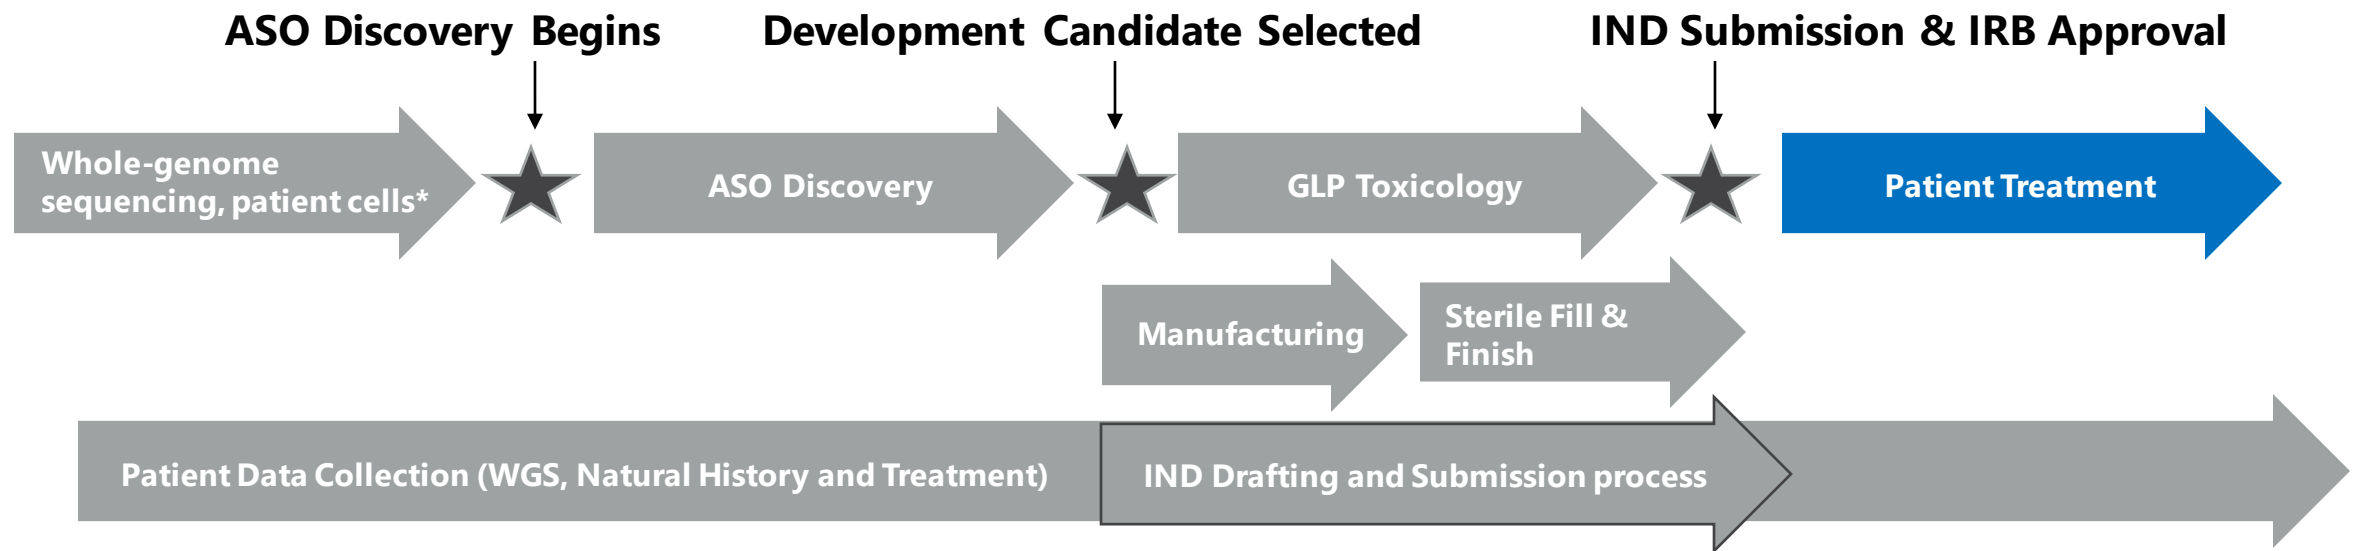 ASO Discovery Begins
Development Candidate Selected
IND Submission & IRB Approval
Whole-genome
sequencing, patient cells*
ASO Discovery
GLP Toxicology
Patient Treatment
Manufacturing
Sterile Fill &
Finish
Patient Data Collection (WGS, Natural History and Treatment)
IND Drafting and Submission process